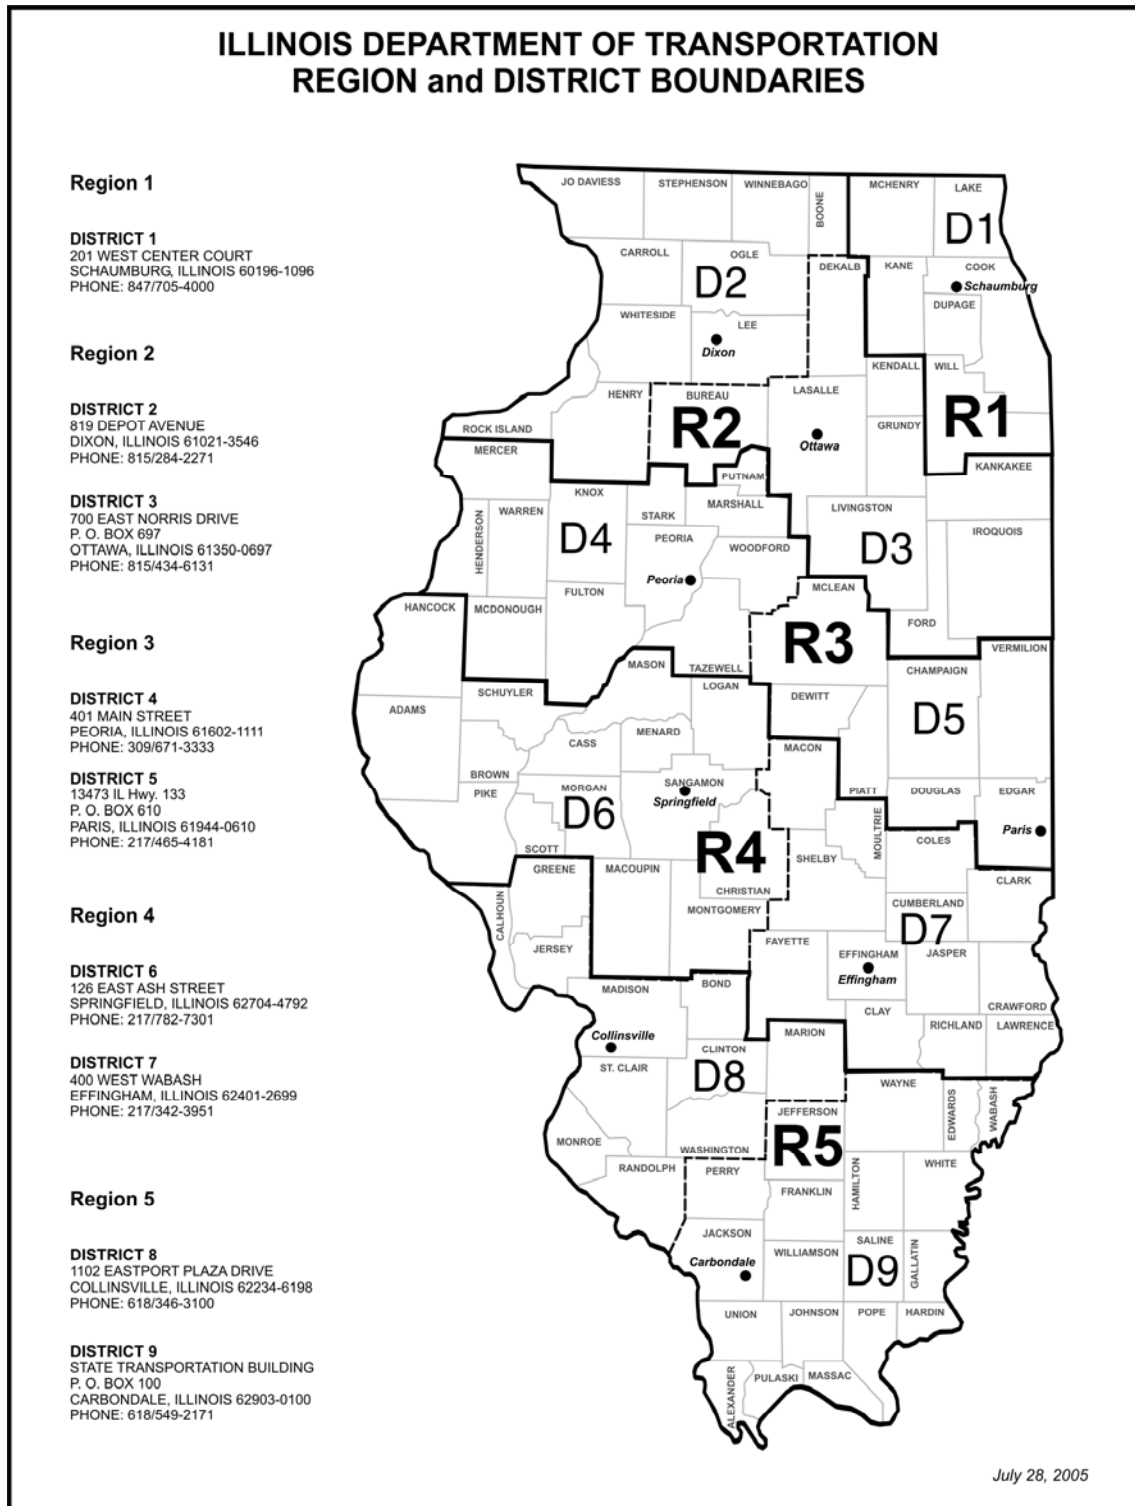 ILLINOIS DEPARTMENT OF TRANSPORTATION
REGION and DISTRICT BOUNDARIES
Region 1
DISTRICT 1
201 WEST CENTER COURT
SCHAUMBURG, ILLINOIS 60196-1096
PHONE: 847/705-4000
Region 2
DISTRICT 2
819 DEPOT AVENUE
DIXON, ILLINOIS 61021-3546
PHONE: 815/284-2271
DISTRICT 3
700 EAST NORRIS DRIVE
P. O. BOX 697
OTTAWA, ILLINOIS 61350-0697
PHONE: 815/434-6131
Region 3
DISTRICT 4
401 MAIN STREET
PEORIA, ILLINOIS 61602-1111
PHONE: 309/671-3333
DISTRICT 5
13473 IL Hwy. 133
P. O. BOX 610
PARIS, ILLINOIS 61944-0610
PHONE: 217/465-4181
Region 4
DISTRICT 6
126 EAST ASH STREET
SPRINGFIELD, ILLINOIS 62704-4792
PHONE: 217/782-7301
DISTRICT 7
400 WEST WABASH
EFFINGHAM, ILLINOIS 62401-2699
PHONE: 217/342-3951
Region 5
DISTRICT 8
1102 EASTPORT PLAZA DRIVE
COLLINSVILLE, ILLINOIS 62234-6198
PHONE: 618/346-3100
DISTRICT 9
STATE TRANSPORTATION BUILDING
P. O. BOX 100
CARBONDALE, ILLINOIS 62903-0100
PHONE: 618/549-2171
JO DAVIESS
STEPHENSON
WINNEBAGO
BOONE
MCHENRY
LAKE
D1
CARROLL
OGLE
D2
DEKALB
KANE
COOK
Schaumburg
DUPAGE
WHITESIDE
LEE
Dixon
KENDALL
WILL
HENRY
BUREAU
LASALLE
R2
R1
ROCK ISLAND
GRUNDY
Ottawa
MERCER
PUTNAM
KANKAKEE
KNOX
STARK
MARSHALL
LIVINGSTON
HENDERSON
WARREN
D4
PEORIA
WOODFORD
D3
IROQUOIS
Peoria
MCLEAN
HANCOCK
MCDONOUGH
FULTON
R3
FORD
VERMILION
MASON
TAZEWELL
CHAMPAIGN
ADAMS
SCHUYLER
LOGAN
DEWITT
D5
CASS
MENARD
MACON
BROWN
PIKE
MORGAN
SANGAMON
Springfield
PIATT
DOUGLAS
EDGAR
D6
Paris
SCOTT
R4
SHELBY
MOULTRIE
COLES
GREENE
MACOUPIN
CHRISTIAN
CLARK
CALHOUN
MONTGOMERY
CUMBERLAND
D7
JERSEY
FAYETTE
EFFINGHAM
Effingham
JASPER
MADISON
BOND
CLAY
CRAWFORD
RICHLAND
LAWRENCE
Collinsville
MARION
CLINTON
D8
ST. CLAIR
WAYNE
EDWARDS
WABASH
JEFFERSON
R5
MONROE
WASHINGTON
RANDOLPH
PERRY
HAMILTON
WHITE
FRANKLIN
JACKSON
Carbondale
WILLIAMSON
SALINE
D9
GALLATIN
UNION
JOHNSON
POPE
HARDIN
ALEXANDER
PULASKI
MASSAC
July 28, 2005